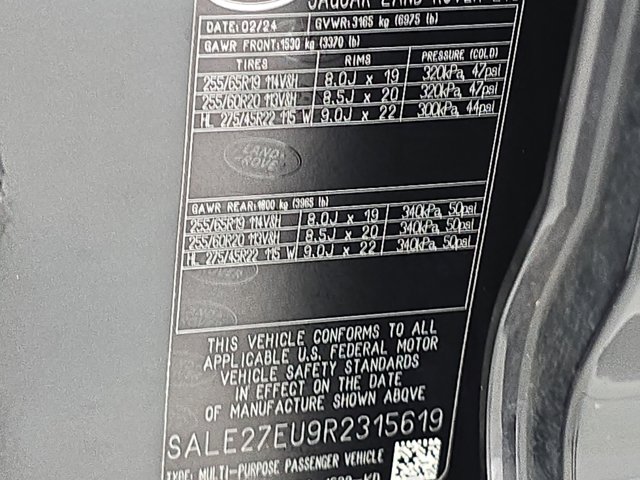 JAGUAR LAND ROVER
DATE: 02/24 GVWR: 3165 kg (6975 lb)
GAWR FRONT: 1530 kg (3370 lb)
TIRES RIMS PRESSURE (COLD)
255/65R19 114V&H 8.0J x 19 320kPa, 47psi
255/60R20 113V&H 8.5J x 20 320kPa, 47psi
HL 275/45R22 115 W 9.0J x 22 300kPa, 44psi
LAND ROVER
GAWR REAR: 1800 kg (3965 lb)
255/65R19 114V&H 8.0J x 19 340kPa, 50psi
255/60R20 113V&H 8.5J x 20 340kPa, 50psi
HL 275/45R22 115 W 9.0J x 22 340kPa, 50psi
THIS VEHICLE CONFORMS TO ALL
APPLICABLE U.S. FEDERAL MOTOR
VEHICLE SAFETY STANDARDS
IN EFFECT ON THE DATE
OF MANUFACTURE SHOWN ABOVE
SALE27EU9R2315619
TYPE: MULTI-PURPOSE PASSENGER VEHICLE